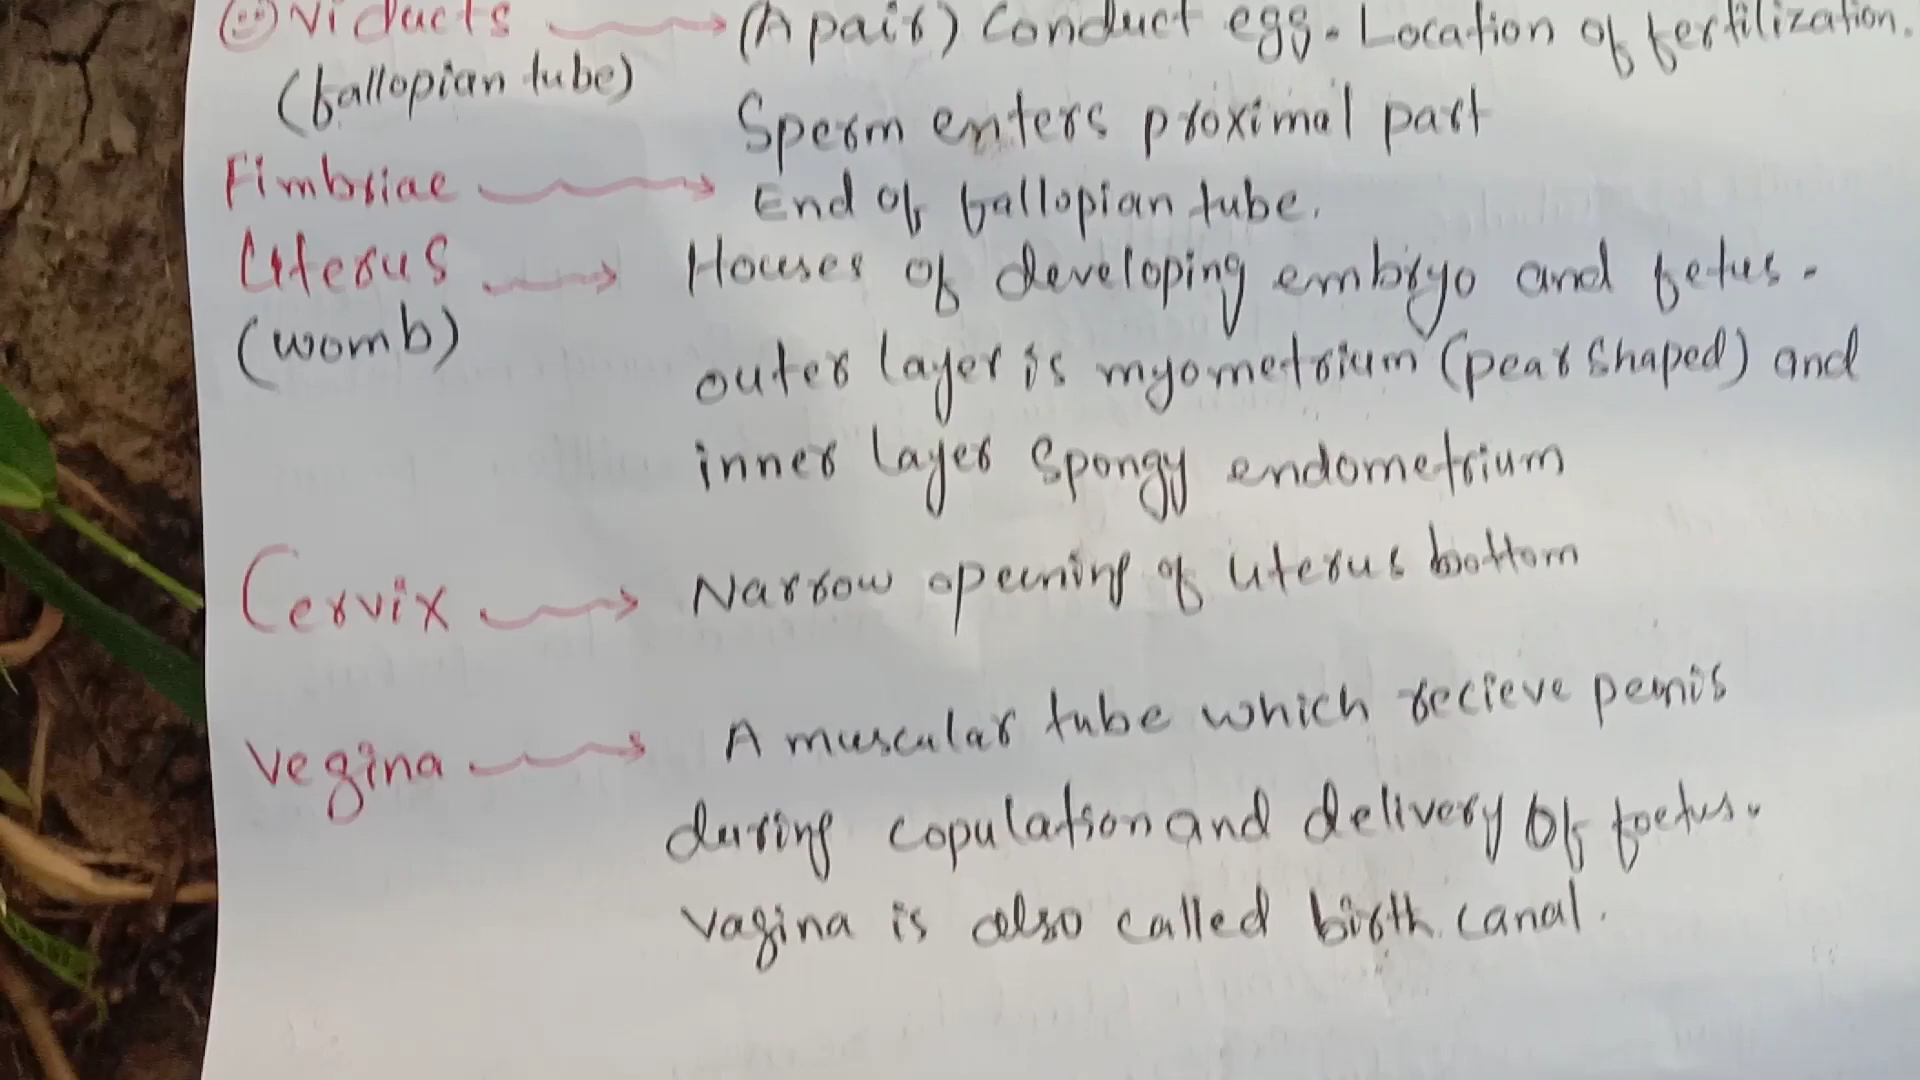 Oviducts → (A pair) Conduct egg. Location of fertilization.
(fallopian tube)
Sperm enters proximal part
Fimbriae → End of fallopian tube.
Uterus → Houses of developing embryo and fetus.
(womb)
outer layer is myometrium (pear shaped) and
inner layer spongy endometrium
Cervix → Narrow opening of uterus bottom
Vegina → A muscular tube which recieve penis
during copulation and delivery of foetus.
Vagina is also called birth canal.